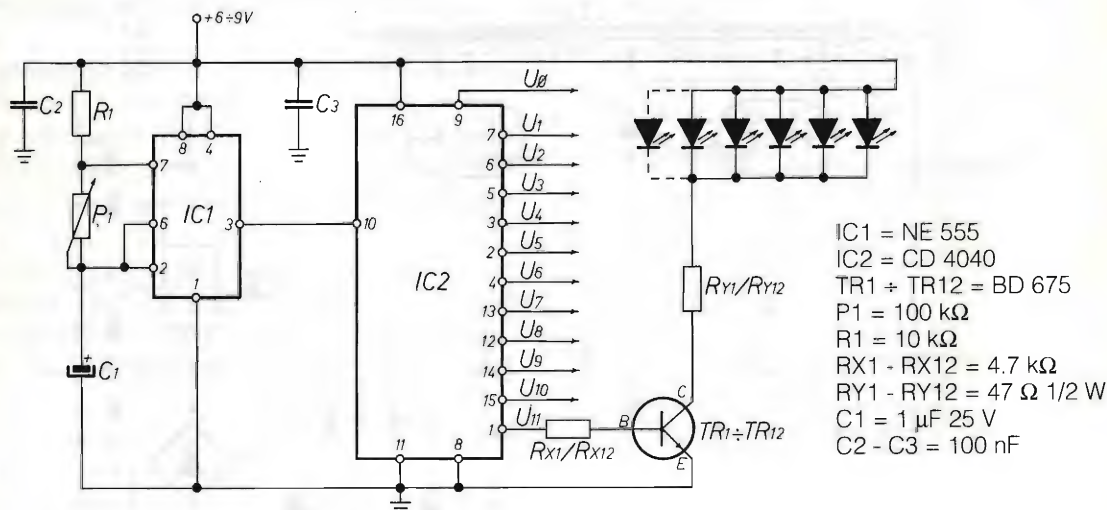 +6÷9V
C2
R1
C3
8 4
16
9
Uø
7
P1
6
2
IC1
3
1
C1
+
10
IC2
7
U1
6
U2
5
U3
3
U4
2
U5
4
U6
13
U7
12
U8
14
U9
15
U10
1
U11
11
8
RX1/RX12
B
C
E
TR1÷TR12
RY1/RY12
IC1 = NE 555
IC2 = CD 4040
TR1 ÷ TR12 = BD 675
P1 = 100 kΩ
R1 = 10 kΩ
RX1 - RX12 = 4.7 kΩ
RY1 - RY12 = 47 Ω 1/2 W
C1 = 1 µF 25 V
C2 - C3 = 100 nF